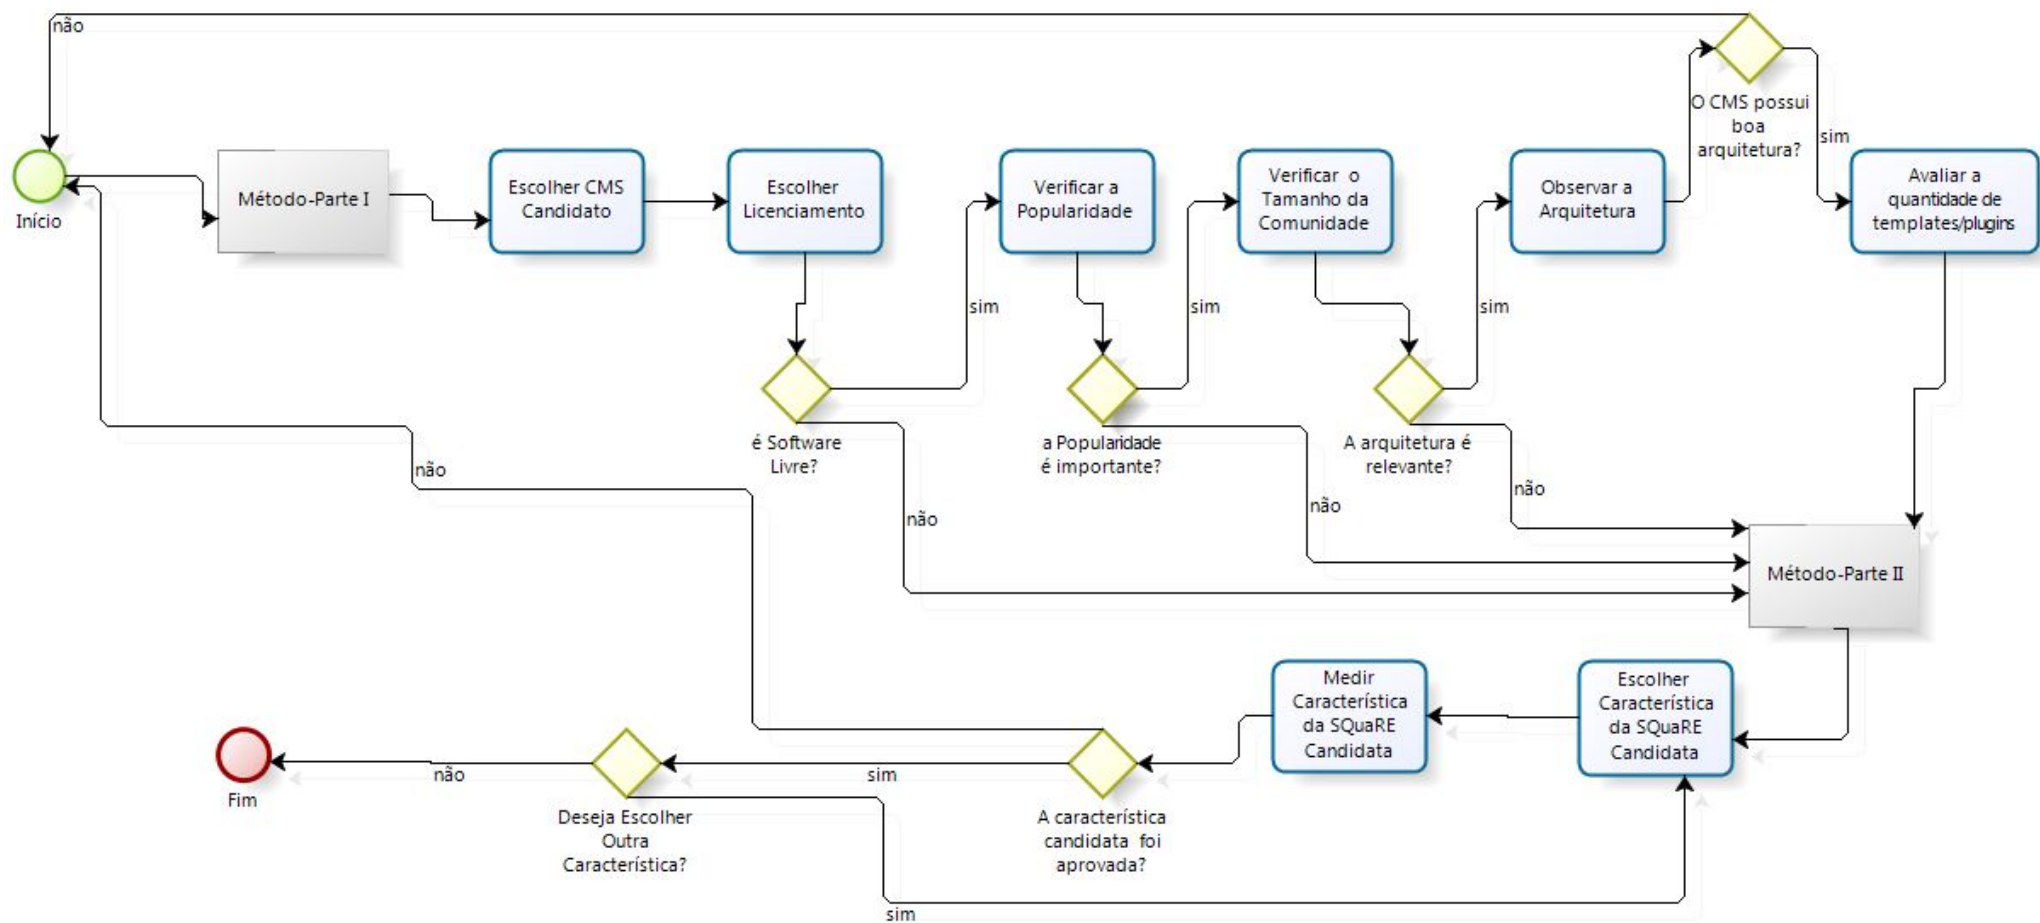 não
O CMS possui
boa
arquitetura?
sim
Início
Método-Parte I
Escolher CMS
Candidato
Escolher
Licenciamento
Verificar a
Popularidade
Verificar o
Tamanho da
Comunidade
Observar a
Arquitetura
Avaliar a
quantidade de
templates/plugins
sim
sim
sim
é Software
Livre?
a Popularidade
é importante?
A arquitetura é
relevante?
não
não
não
não
Método-Parte II
Escolher
Característica
da SQuaRE
Candidata
Medir
Característica
da SQuaRE
Candidata
A característica
candidata foi
aprovada?
sim
Deseja Escolher
Outra
Característica?
não
Fim
sim